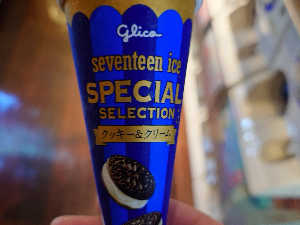 Glico
seventeen ice
SPECIAL
SELECTION
クッキー&クリーム